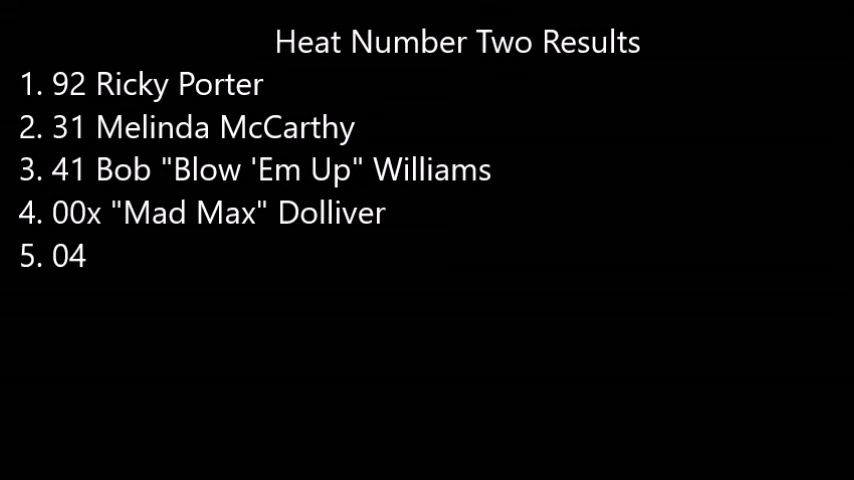 Heat Number Two Results
1. 92 Ricky Porter
2. 31 Melinda McCarthy
3. 41 Bob "Blow 'Em Up" Williams
4. 00x "Mad Max" Dolliver
5. 04